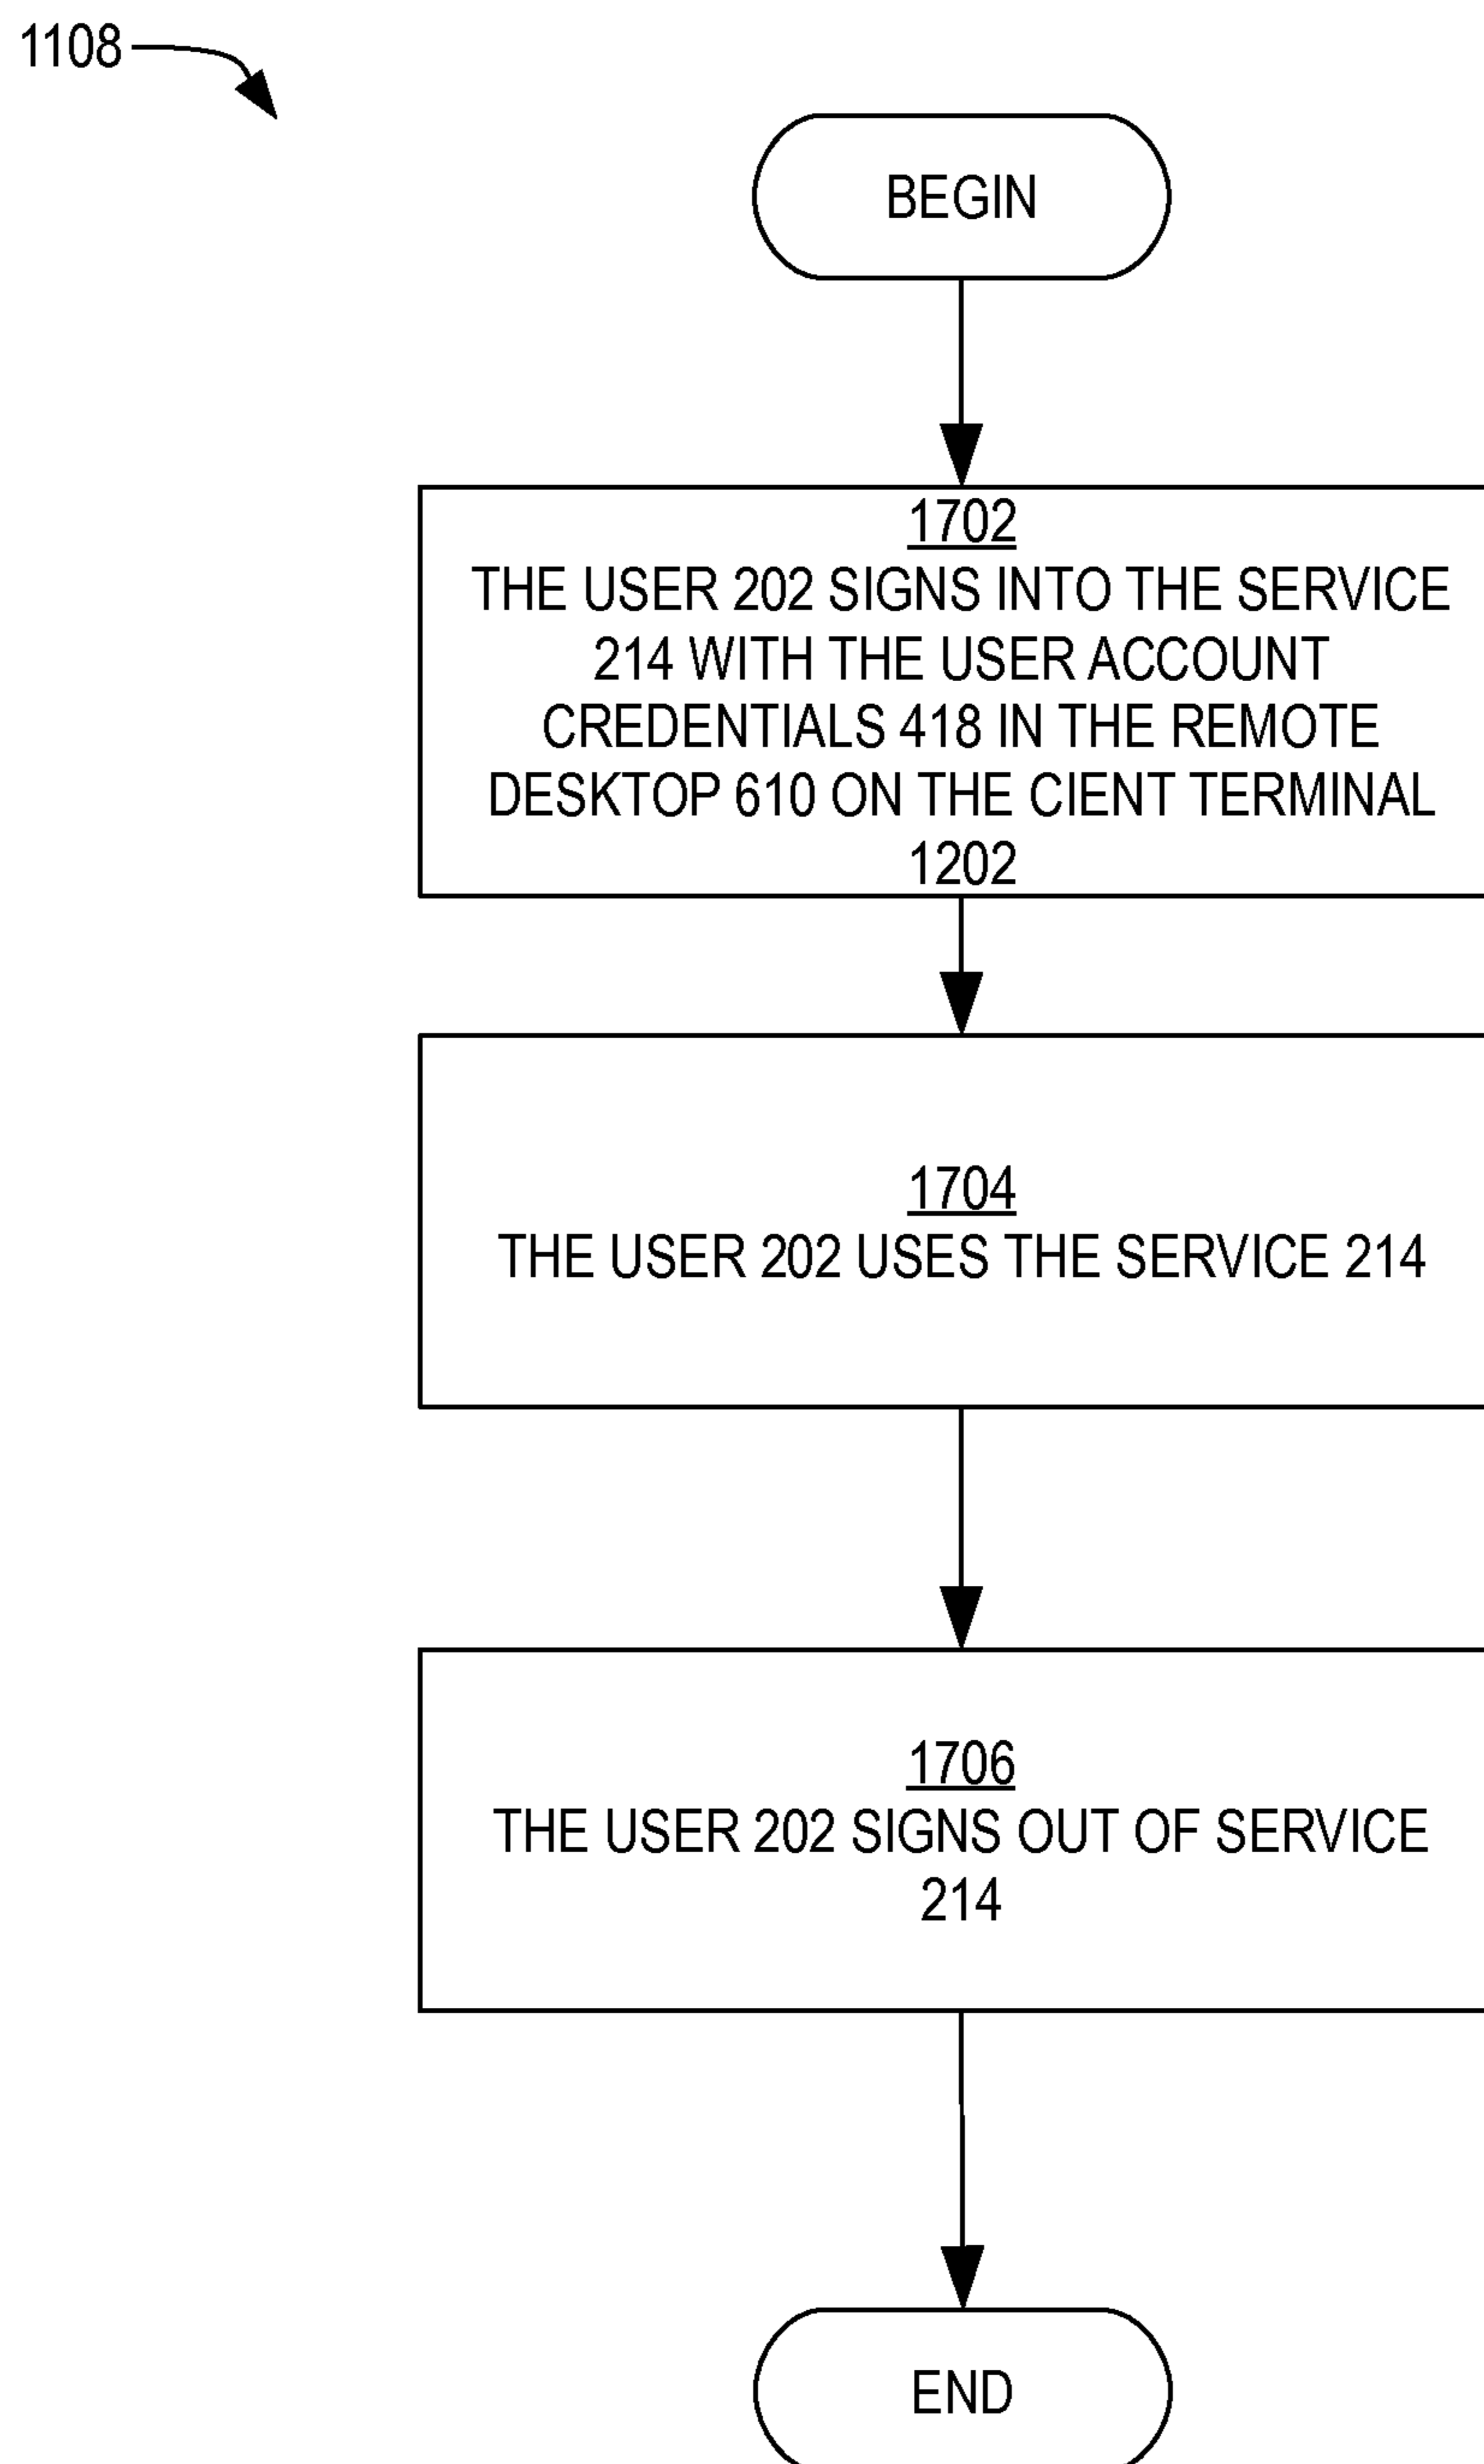 1108
BEGIN
1702
THE USER 202 SIGNS INTO THE SERVICE
214 WITH THE USER ACCOUNT
CREDENTIALS 418 IN THE REMOTE
DESKTOP 610 ON THE CIENT TERMINAL
1202
1704
THE USER 202 USES THE SERVICE 214
1706
THE USER 202 SIGNS OUT OF SERVICE
214
END